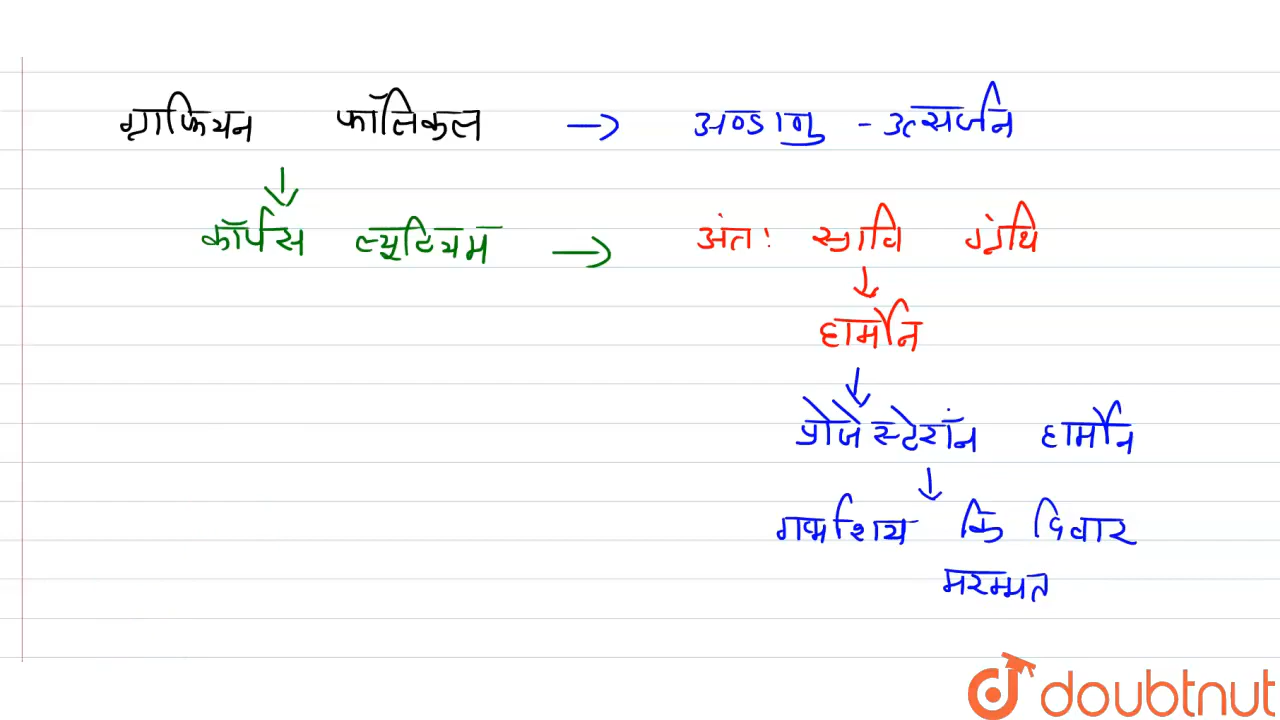 ग्राफियन फॉलिकल → अण्डाणु - उत्सर्जन
↓
कॉर्पस ल्यूटियम → अंतः स्त्रावि ग्रंथि
↓
हार्मोन
↓
प्रोजेस्टेरॉन हार्मोन
↓
गर्भाशय कि दिवार
मरम्मत
doubtnut